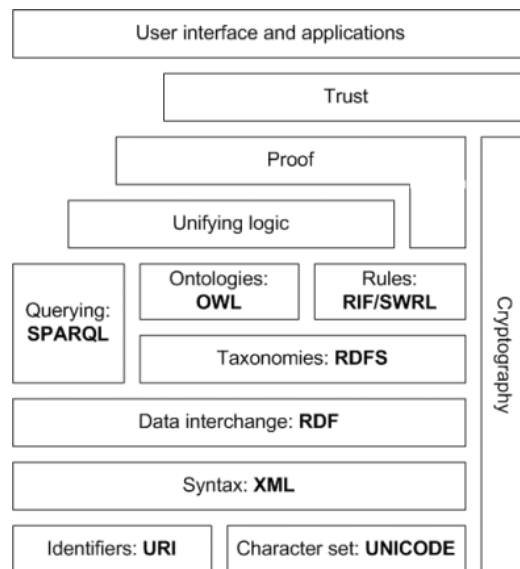 User interface and applications
Trust
Proof
Unifying logic
Querying:
SPARQL
Ontologies:
OWL
Rules:
RIF/SWRL
Taxonomies: RDFS
Cryptography
Data interchange: RDF
Syntax: XML
Identifiers: URI
Character set: UNICODE